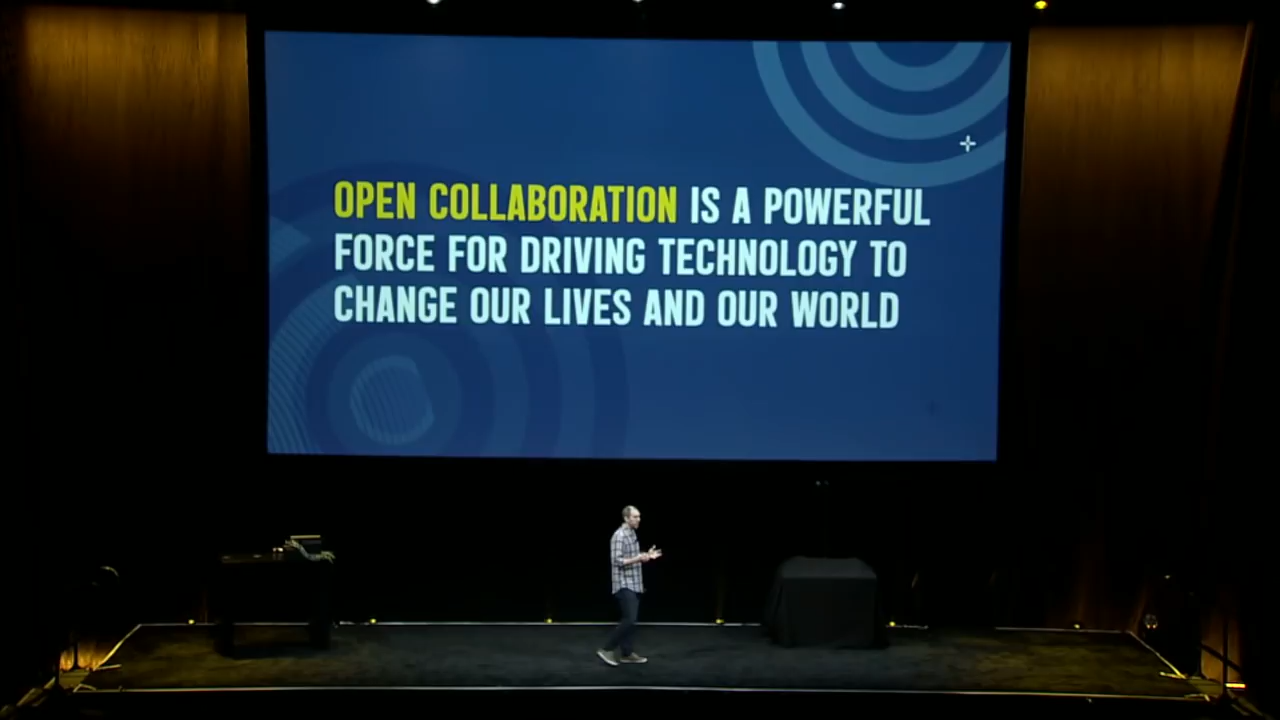 OPEN COLLABORATION IS A POWERFUL
FORCE FOR DRIVING TECHNOLOGY TO
CHANGE OUR LIVES AND OUR WORLD